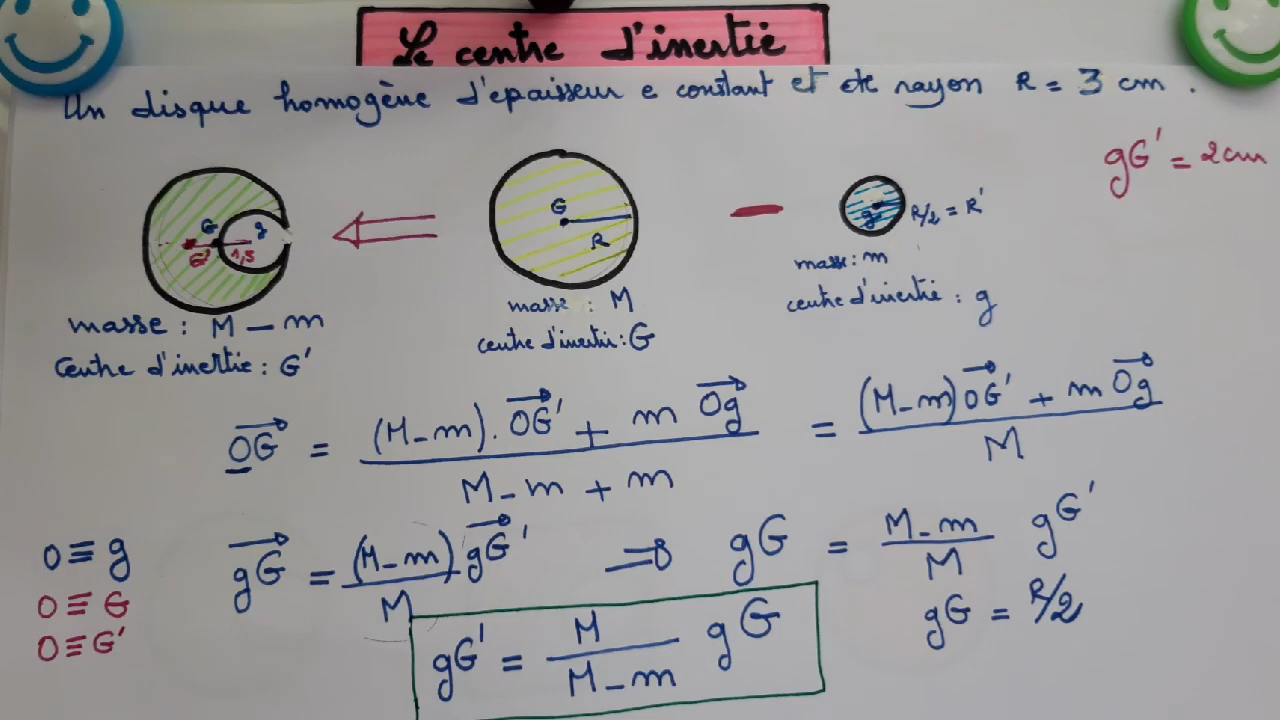 Le centre d'inertie
Un disque homogène d'epaisseur e constant et de rayon R = 3 cm .
gG' = 2cm
G g
G' 1,5
G
R
g R/2 = R'
masse : M - m
Centre d'inertie : G'
masse : M
centre d'inertie : G
masse : m
centre d'inertie : g
OG = (M-m). OG' + m Og / M-m + m = (M-m) OG' + m Og / M
O ≡ g
O ≡ G
O ≡ G'
gG = (M-m) gG' / M ⇒ gG = M-m / M gG'
gG = R/2
gG' = M / M-m gG